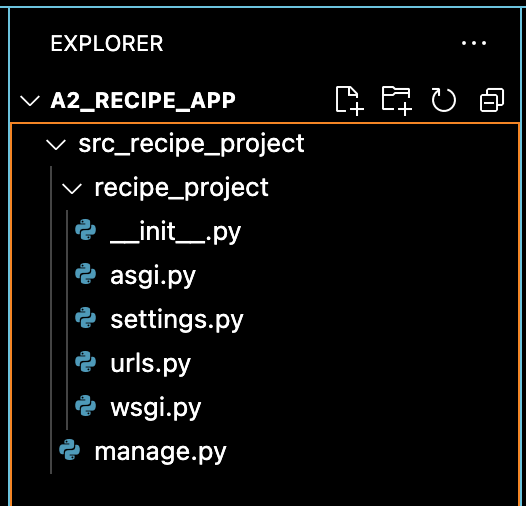 EXPLORER
A2_RECIPE_APP
src_recipe_project
recipe_project
__init__.py
asgi.py
settings.py
urls.py
wsgi.py
manage.py